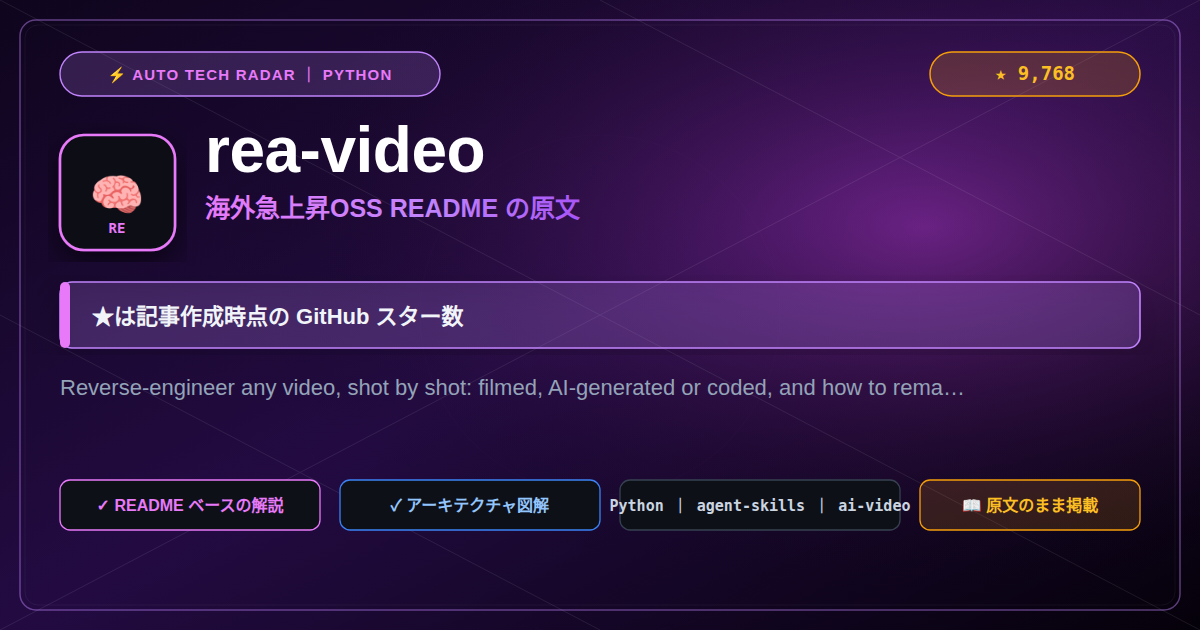 ⚡ AUTO TECH RADAR ｜ PYTHON
★ 9,768
rea-video
海外急上昇OSS README の原文
RE
★は記事作成時点の GitHub スター数
Reverse-engineer any video, shot by shot: filmed, AI-generated or coded, and how to rema…
✓ README ベースの解説
✓ アーキテクチャ図解
Python ｜ agent-skills ｜ ai-video
📖 原文のまま掲載